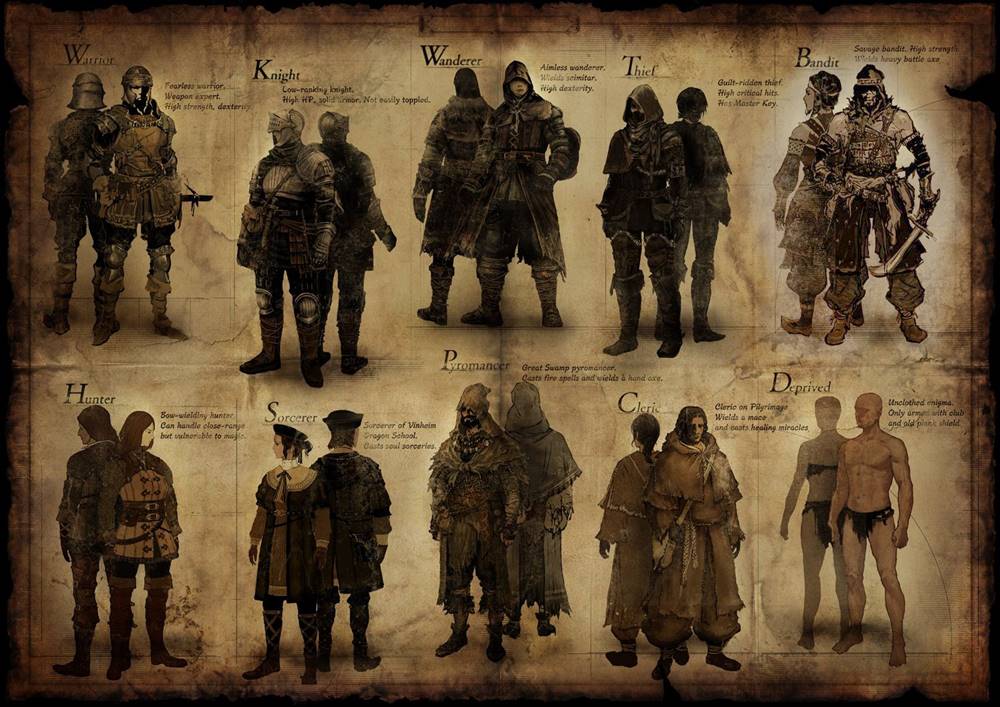 Warrior
Fearless warrior.
Weapon expert.
High strength, dexterity.
Knight
Low-ranking knight.
High HP, solid armor. Not easily toppled.
Wanderer
Aimless wanderer.
Wields scimitar.
High dexterity.
Thief
Guilt-ridden thief.
High critical hits.
Has Master Key.
Bandit
Savage bandit. High strength.
Wields heavy battle axe.
Hunter
Bow-wielding hunter.
Can handle close-range
but vulnerable to magic.
Sorcerer
Sorcerer of Vinheim
Dragon School.
Casts soul sorceries.
Pyromancer
Great Swamp pyromancer.
Casts fire spells and wields a hand axe.
Cleric
Cleric on Pilgrimage
Wields a mace
and casts healing miracles.
Deprived
Unclothed enigma.
Only armed with club
and old plank shield.